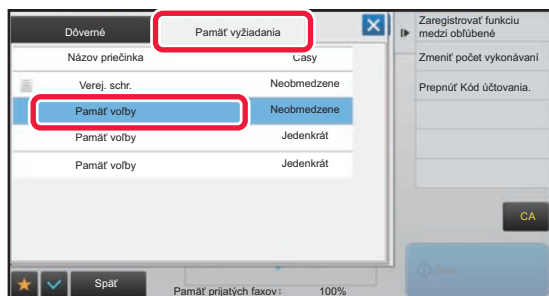 Dôverné
Pamäť vyžiadania
Názov priečinka
Časy
Verej. schr.
Neobmedzene
Pamäť voľby
Neobmedzene
Pamäť voľby
Jedenkrát
Pamäť voľby
Jedenkrát
Späť
Pamäť prijatých faxov:
100%
Zaregistrovať funkciu
medzi obľúbené
Zmeniť počet vykonávaní
Prepnúť Kód účtovania.
CA